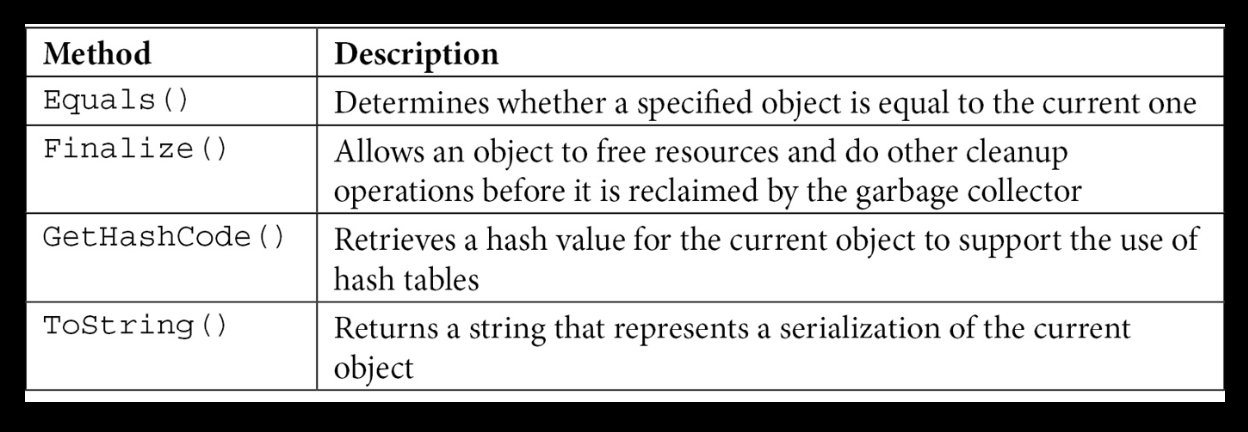 Method Description
Equals() Determines whether a specified object is equal to the current one
Finalize() Allows an object to free resources and do other cleanup
operations before it is reclaimed by the garbage collector
GetHashCode() Retrieves a hash value for the current object to support the use of
hash tables
ToString() Returns a string that represents a serialization of the current
object